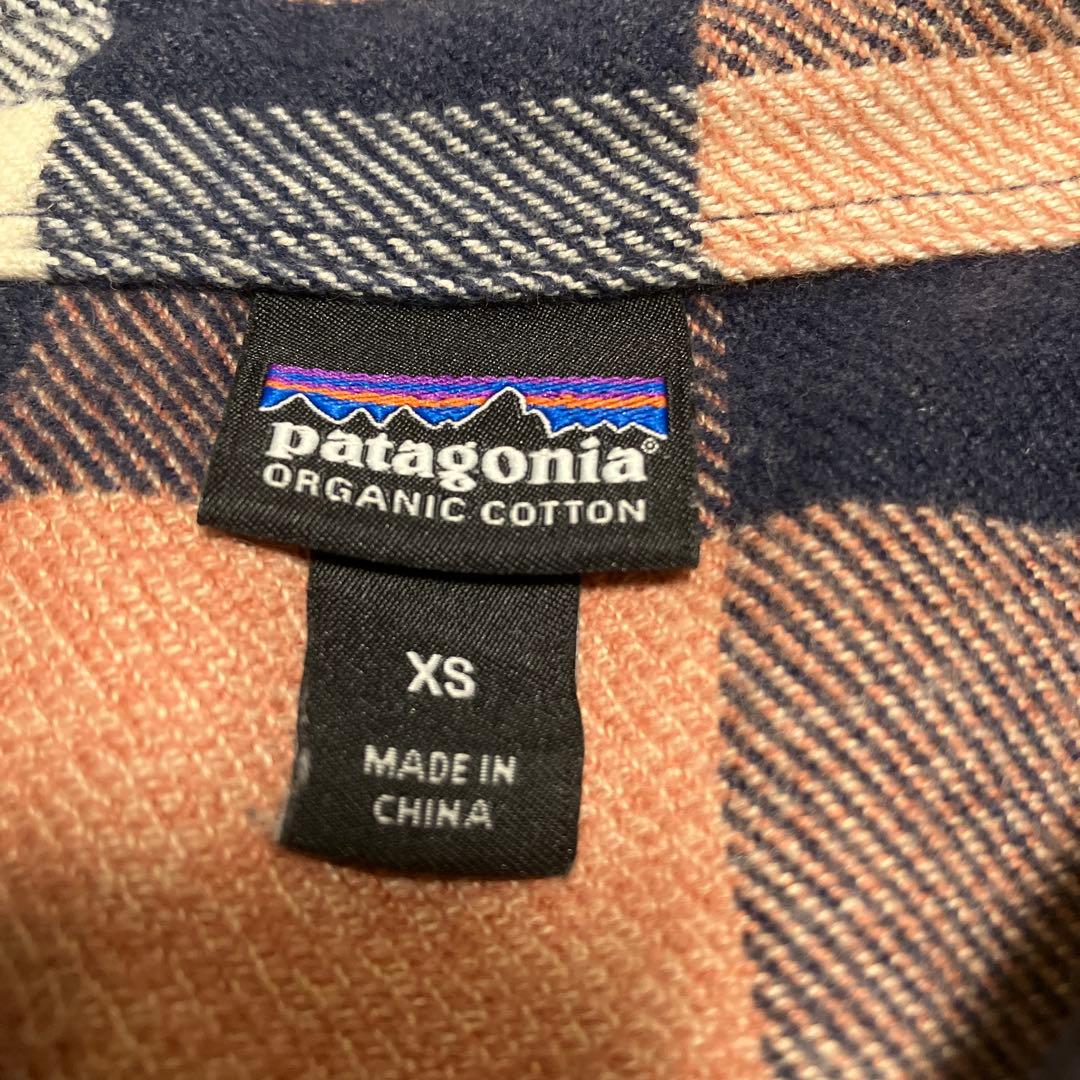 patagonia®
ORGANIC COTTON
XS
MADE IN
CHINA